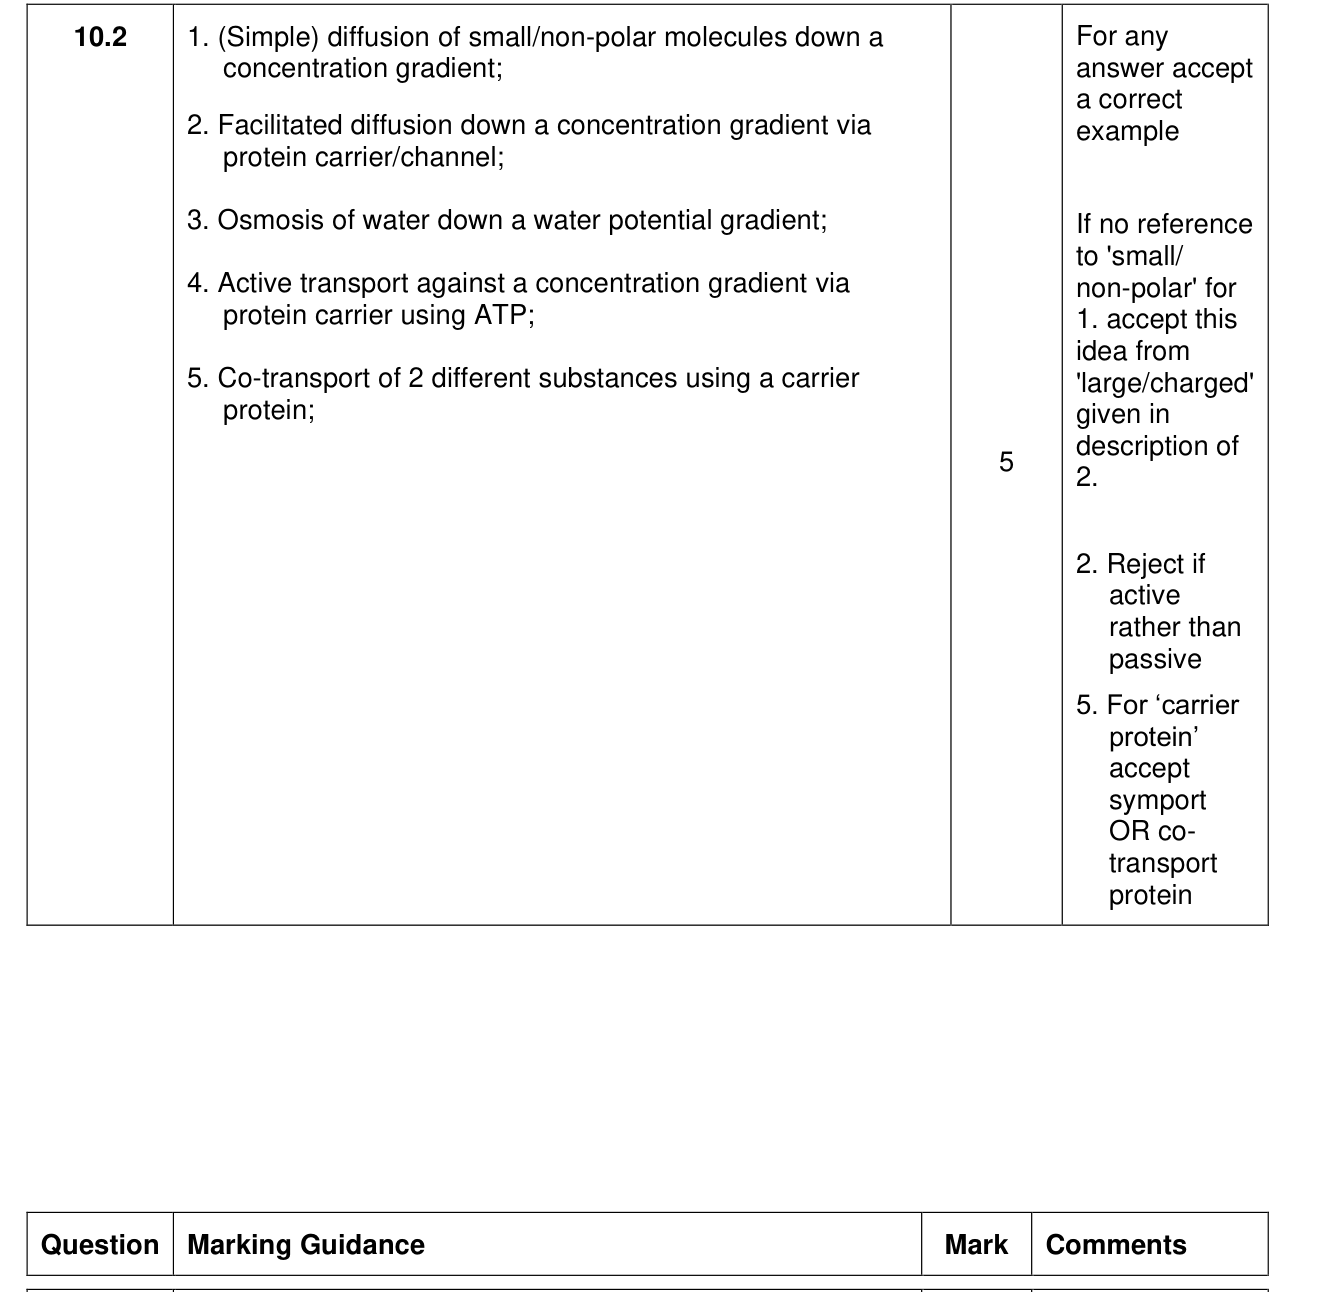 10.2
1. (Simple) diffusion of small/non-polar molecules down a
concentration gradient;
2. Facilitated diffusion down a concentration gradient via
protein carrier/channel;
3. Osmosis of water down a water potential gradient;
4. Active transport against a concentration gradient via
protein carrier using ATP;
5. Co-transport of 2 different substances using a carrier
protein;
5
For any
answer accept
a correct
example
If no reference
to 'small/
non-polar' for
1. accept this
idea from
'large/charged'
given in
description of
2.
2. Reject if
active
rather than
passive
5. For ‘carrier
protein’
accept
symport
OR co-
transport
protein
Question Marking Guidance Mark Comments